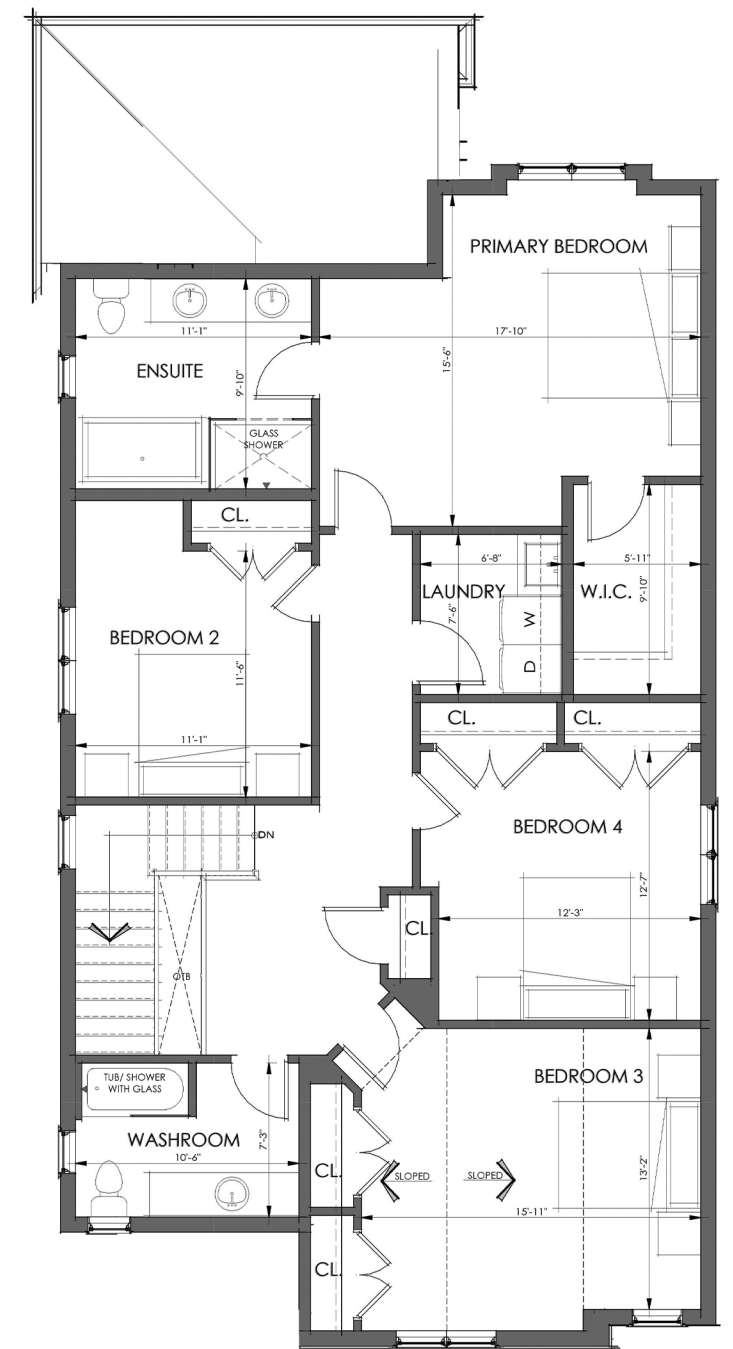 PRIMARY BEDROOM
17'-10"
15'-6"
11'-1"
ENSUITE
9'-10"
GLASS
SHOWER
CL.
6'-8"
LAUNDRY
7'-6"
W
D
5'-11"
W.I.C.
9'-10"
BEDROOM 2
11'-6"
11'-1"
CL.
CL.
DN
BEDROOM 4
12'-7"
12'-3"
CL.
OTB
TUB/ SHOWER
WITH GLASS
BEDROOM 3
WASHROOM
10'-6"
7'-3"
CL.
SLOPED
SLOPED
13'-2"
15'-11"
CL.